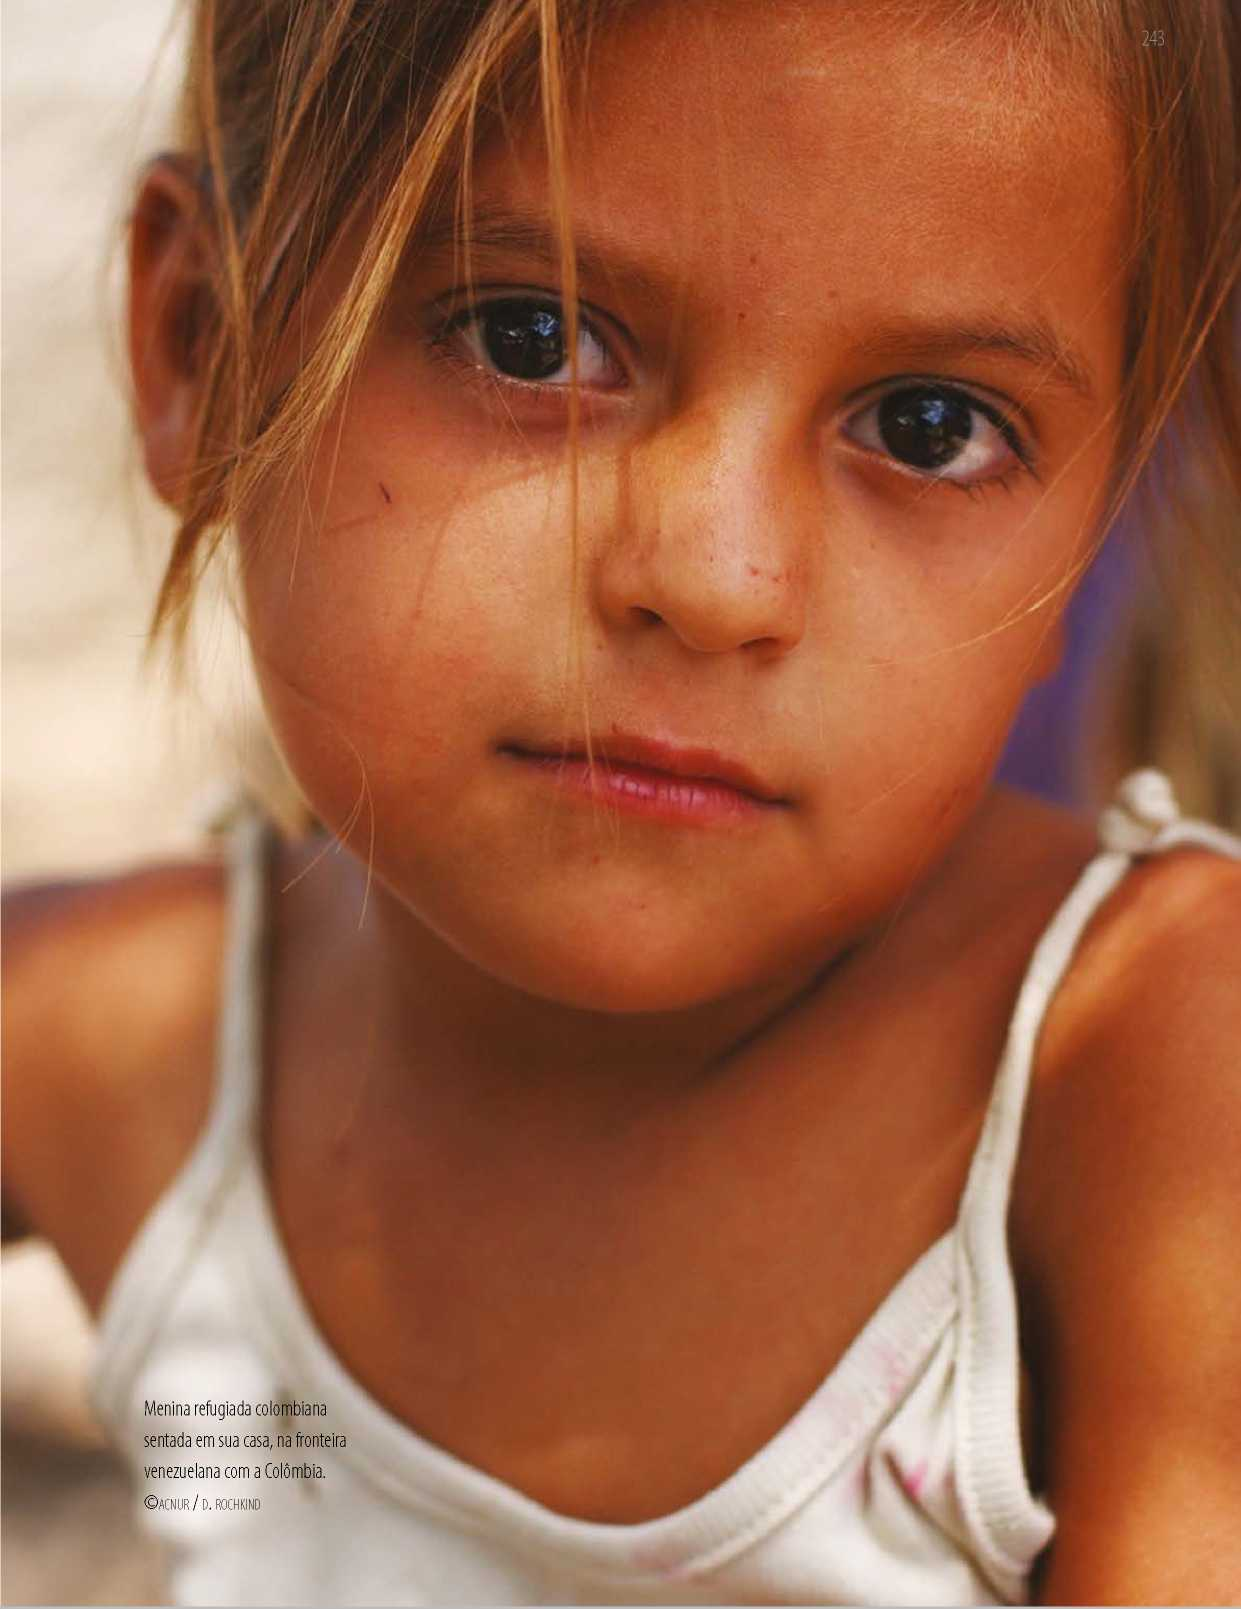 243
Menina refugiada colombiana
sentada em sua casa, na fronteira
venezuelana com a Colômbia.
©ACNUR / D. ROCHKIND